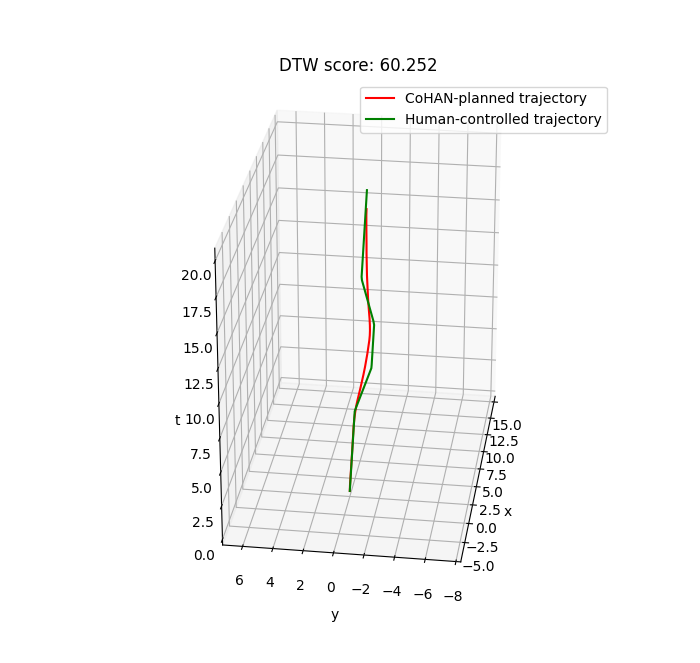 DTW score: 60.252
CoHAN-planned trajectory
Human-controlled trajectory
20.0
17.5
15.0
12.5
t 10.0
7.5
5.0
2.5
0.0
15.0
12.5
10.0
7.5
5.0
2.5 x
0.0
−2.5
−5.0
6 4 2 0 −2 −4 −6 −8
y